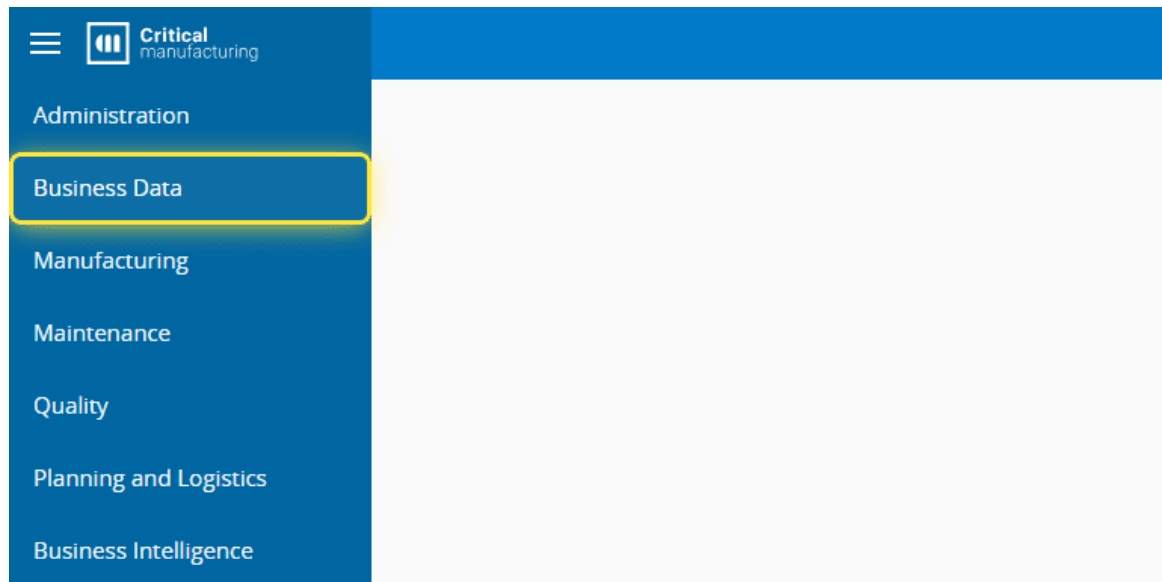 Critical
manufacturing
Administration
Business Data
Manufacturing
Maintenance
Quality
Planning and Logistics
Business Intelligence